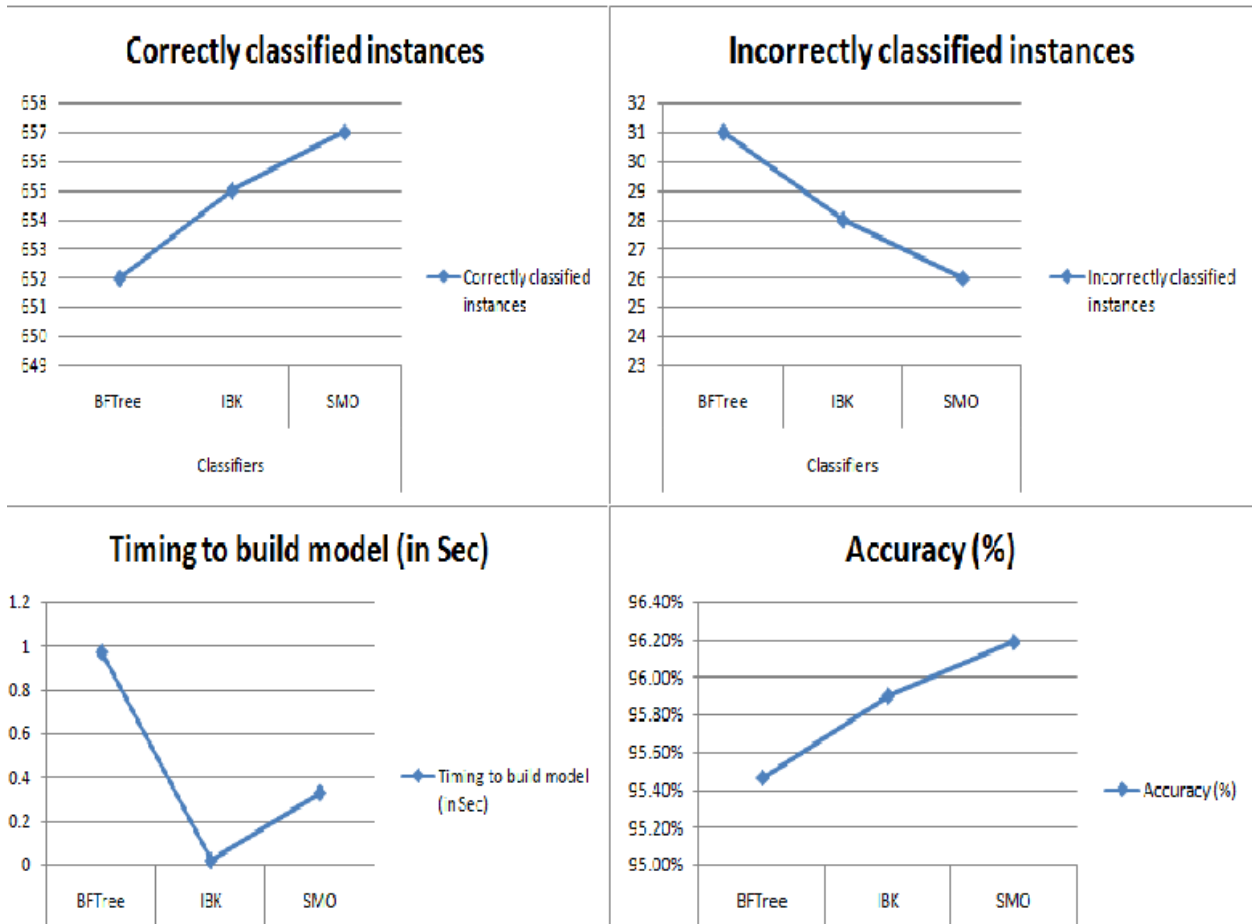 Correctly classified instances
658
657
656
655
654
653
652
651
650
649
BFTree IBK SMO
Classifiers
Correctly classified
instances
Incorrectly classified instances
32
31
30
29
28
27
26
25
24
23
BFTree IBK SMO
Classifiers
Incorrectly classified
instances
Timing to build model (in Sec)
1.2
1
0.8
0.6
0.4
0.2
0
BFTree IBK SMO
Timing to build model
(in Sec)
Accuracy (%)
96.40%
96.20%
96.00%
95.80%
95.60%
95.40%
95.20%
95.00%
BFTree IBK SMO
Accuracy (%)